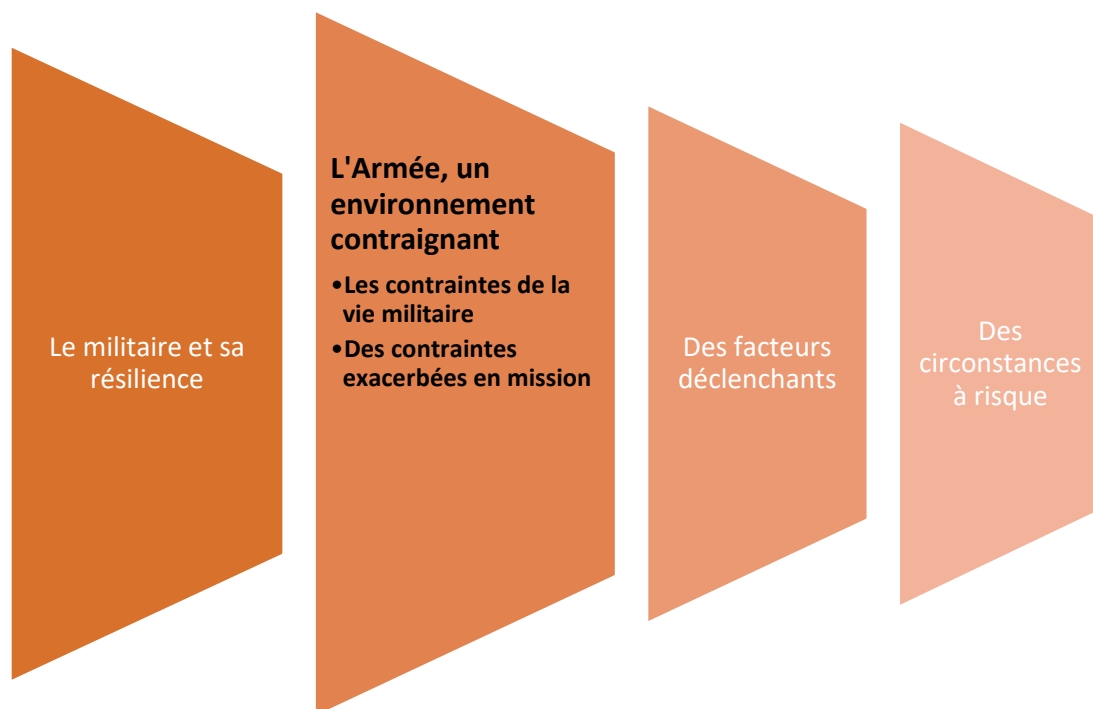 Le militaire et sa
résilience
L'Armée, un
environnement
contraignant
•Les contraintes de la
vie militaire
•Des contraintes
exacerbées en mission
Des facteurs
déclenchants
Des
circonstances
à risque